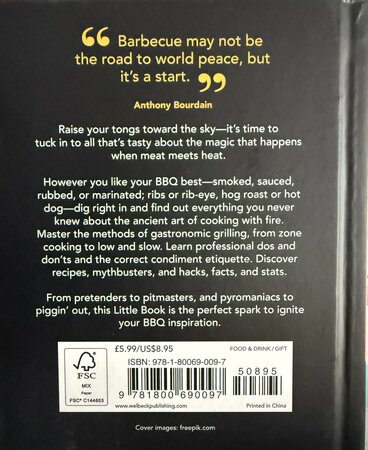 “ Barbecue may not be
the road to world peace, but
it’s a start. ”
Anthony Bourdain
Raise your tongs toward the sky—it’s time to
tuck in to all that’s tasty about the magic that happens
when meat meets heat.
However you like your BBQ best—smoked, sauced,
rubbed, or marinated; ribs or rib-eye, hog roast or hot
dog—dig right in and find out everything you never
knew about the ancient art of cooking with fire.
Master the methods of gastronomic grilling, from zone
cooking to low and slow. Learn professional dos and
don’ts and the correct condiment etiquette. Discover
recipes, mythbusters, and hacks, facts, and stats.
From pretenders to pitmasters, and pyromaniacs to
piggin’ out, this Little Book is the perfect spark to ignite
your BBQ inspiration.
FSC
MIX
Paper
FSC® C144853
£5.99/US$8.95
FOOD & DRINK/GIFT
ISBN: 978-1-80069-009-7
50895
9 781800 690097
www.welbeckpublishing.com
Printed in China
Cover images: freepik.com